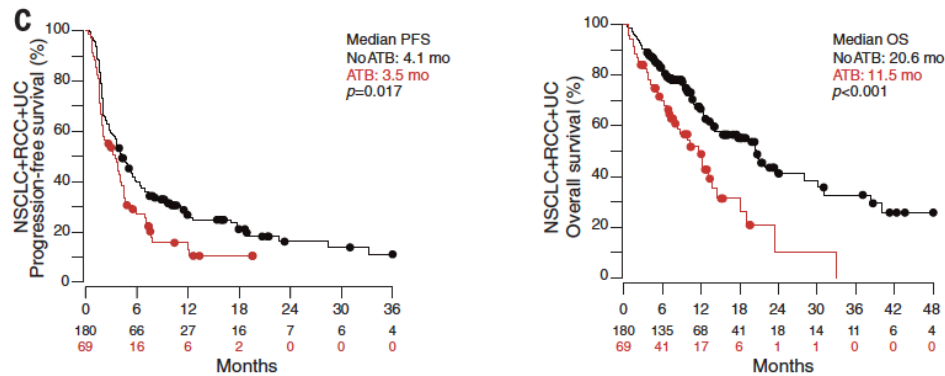 C
NSCLC+RCC+UC
Progression-free survival (%)
100
80
60
40
20
0
Median PFS
NoATB: 4.1 mo
ATB: 3.5 mo
p=0.017
0 6 12 18 24 30 36
180 66 27 16 7 6 4
69 16 6 2 0 0 0
Months
NSCLC+RCC+UC
Overall survival (%)
100
80
60
40
20
0
Median OS
NoATB: 20.6 mo
ATB: 11.5 mo
p<0.001
0 6 12 18 24 30 36 42 48
180 135 68 41 18 14 11 6 4
69 41 17 6 1 1 0 0 0
Months